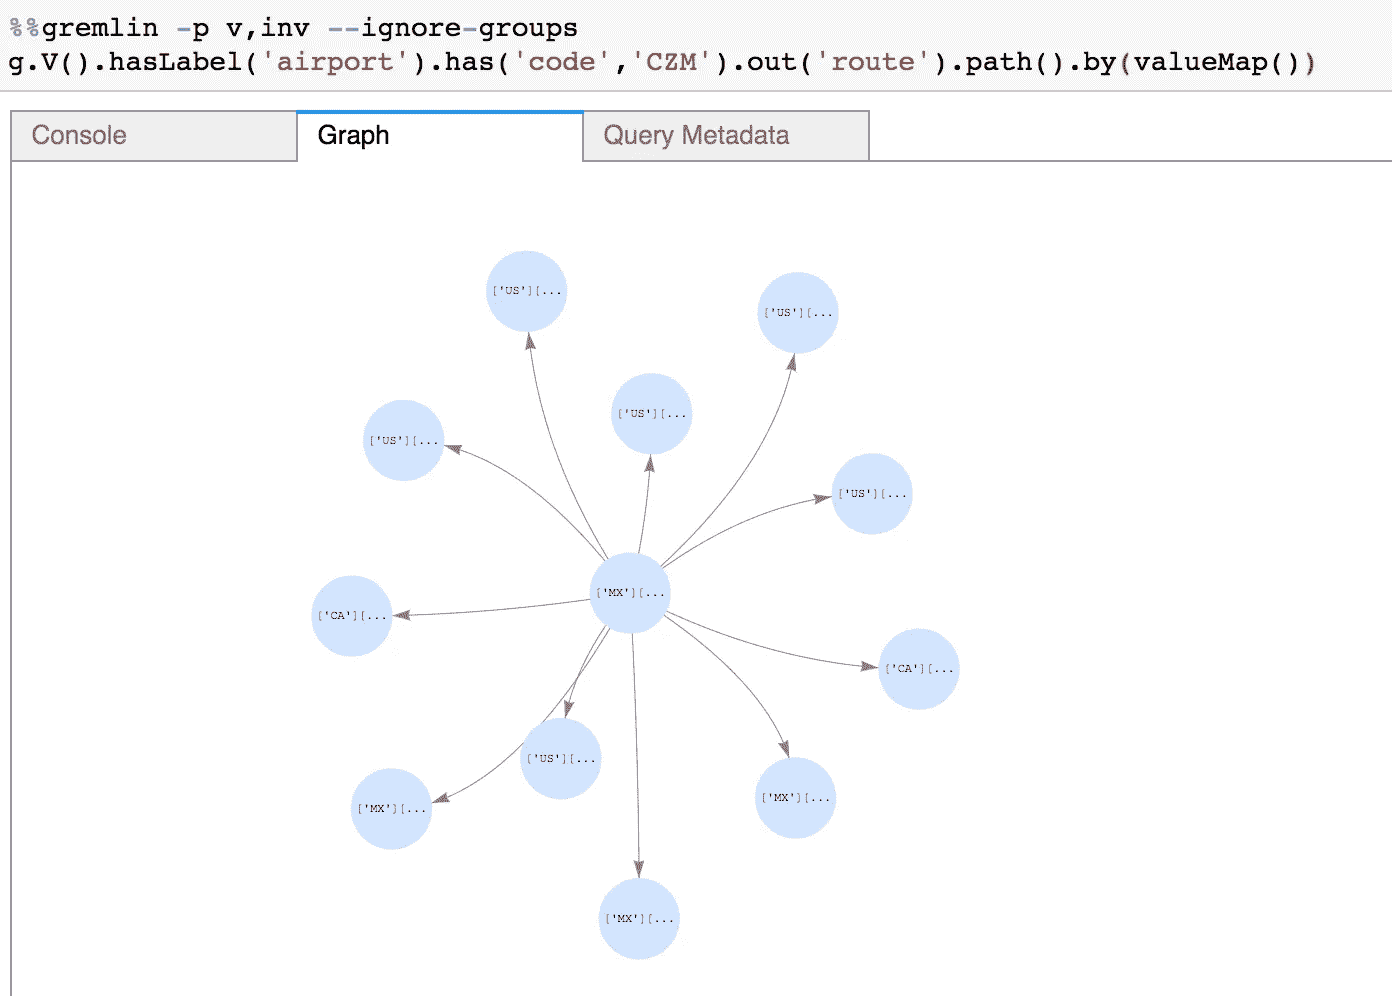 %%gremlin -p v,inv --ignore-groups
g.V().hasLabel('airport').has('code','CZM').out('route').path().by(valueMap())
Console
Graph
Query Metadata
['US'][...
['US'][...
['US'][...
['US'][...
['US'][...
['MX'][...
['CA'][...
['CA'][...
['US'][...
['MX'][...
['MX'][...
['MX'][...